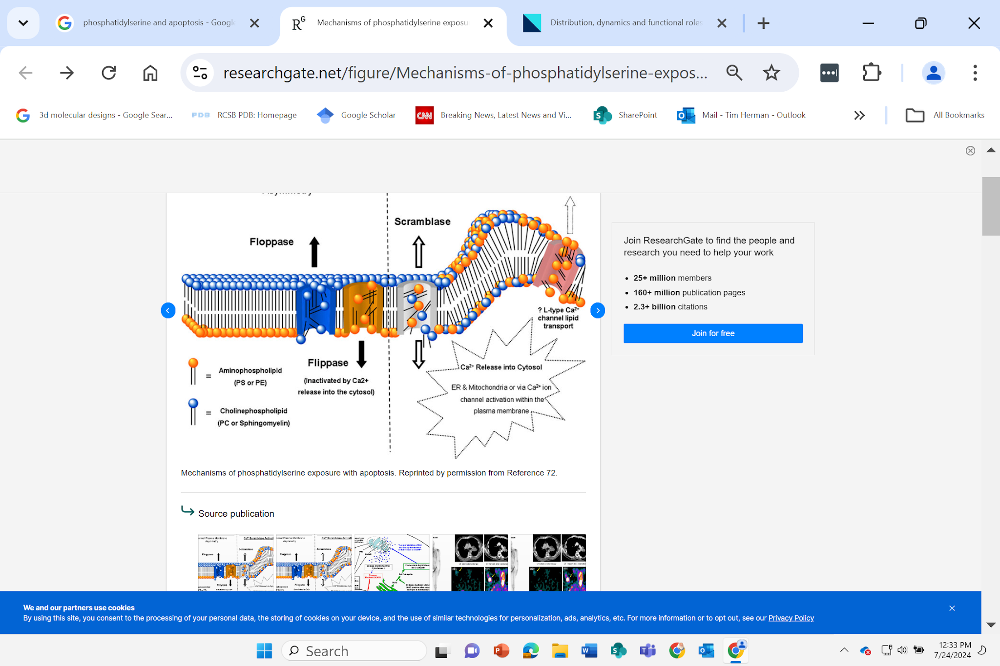 phosphatidylserine and apoptosis - Google
Mechanisms of phosphatidylserine exposu
Distribution, dynamics and functional roles
researchgate.net/figure/Mechanisms-of-phosphatidylserine-expos...
3d molecular designs - Google Sear...
PDB RCSB PDB: Homepage
Google Scholar
CNN Breaking News, Latest News and Vi...
SharePoint
Mail - Tim Herman - Outlook
All Bookmarks
Scramblase
Floppase
? L-type Ca2+
channel lipid
transport
Flippase
(Inactivated by Ca2+
release into the cytosol)
Aminophospholipid
(PS or PE)
=
Cholinephospholipid
(PC or Sphingomyelin)
=
Ca2+ Release into Cytosol
ER & Mitochondria or via Ca2+ ion
channel activation within the
plasma membrane
Mechanisms of phosphatidylserine exposure with apoptosis. Reprinted by permission from Reference 72.
Source publication
Join ResearchGate to find the people and
research you need to help your work
• 25+ million members
• 160+ million publication pages
• 2.3+ billion citations
Join for free
We and our partners use cookies
By using this site, you consent to the processing of your personal data, the storing of cookies on your device, and the use of similar technologies for personalization, ads, analytics, etc. For more information or to opt out, see our Privacy Policy
Search
12:33 PM
7/24/2024